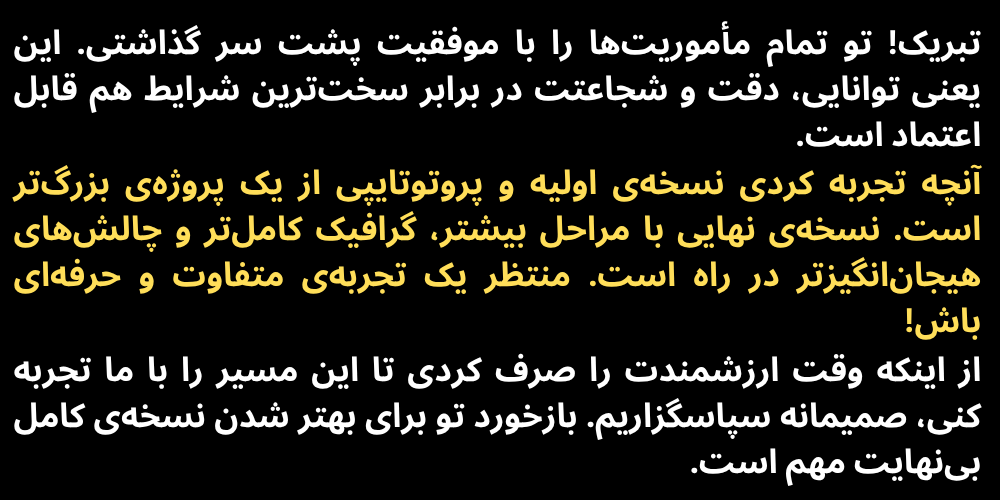 تبریک! تو تمام مأموریت‌ها را با موفقیت پشت سر گذاشتی. این
یعنی توانایی، دقت و شجاعتت در برابر سخت‌ترین شرایط هم قابل
اعتماد است.
آنچه تجربه کردی نسخه‌ی اولیه و پروتوتایپی از یک پروژه‌ی بزرگ‌تر
است. نسخه‌ی نهایی با مراحل بیشتر، گرافیک کامل‌تر و چالش‌های
هیجان‌انگیزتر در راه است. منتظر یک تجربه‌ی متفاوت و حرفه‌ای
باش!
از اینکه وقت ارزشمندت را صرف کردی تا این مسیر را با ما تجربه
کنی، صمیمانه سپاسگزاریم. بازخورد تو برای بهتر شدن نسخه‌ی کامل
بی‌نهایت مهم است.